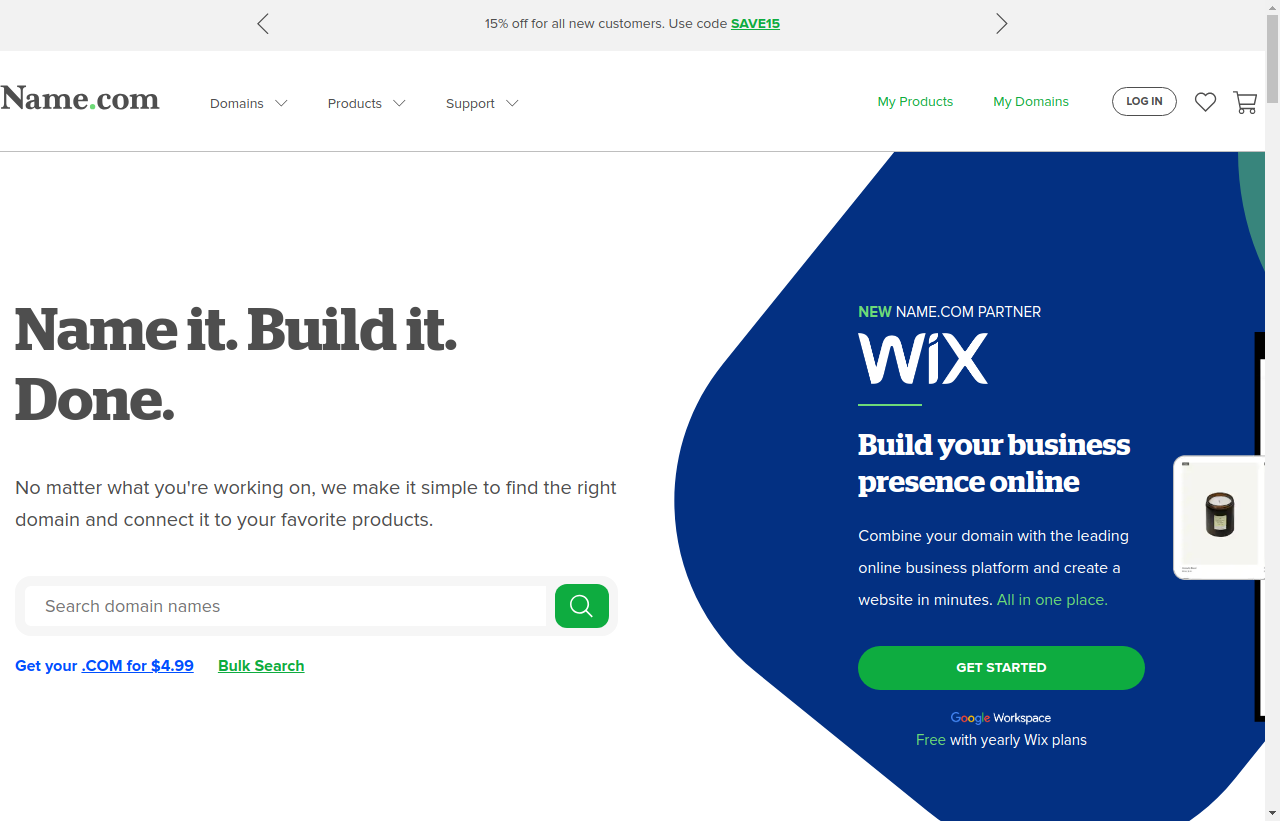 15% off for all new customers. Use code SAVE15
Name.com
Domains
Products
Support
My Products
My Domains
LOG IN
Name it. Build it.
Done.
No matter what you're working on, we make it simple to find the right
domain and connect it to your favorite products.
Search domain names
Get your .COM for $4.99
Bulk Search
NEW NAME.COM PARTNER
WiX
Build your business
presence online
Combine your domain with the leading
online business platform and create a
website in minutes. All in one place.
GET STARTED
Google Workspace
Free with yearly Wix plans